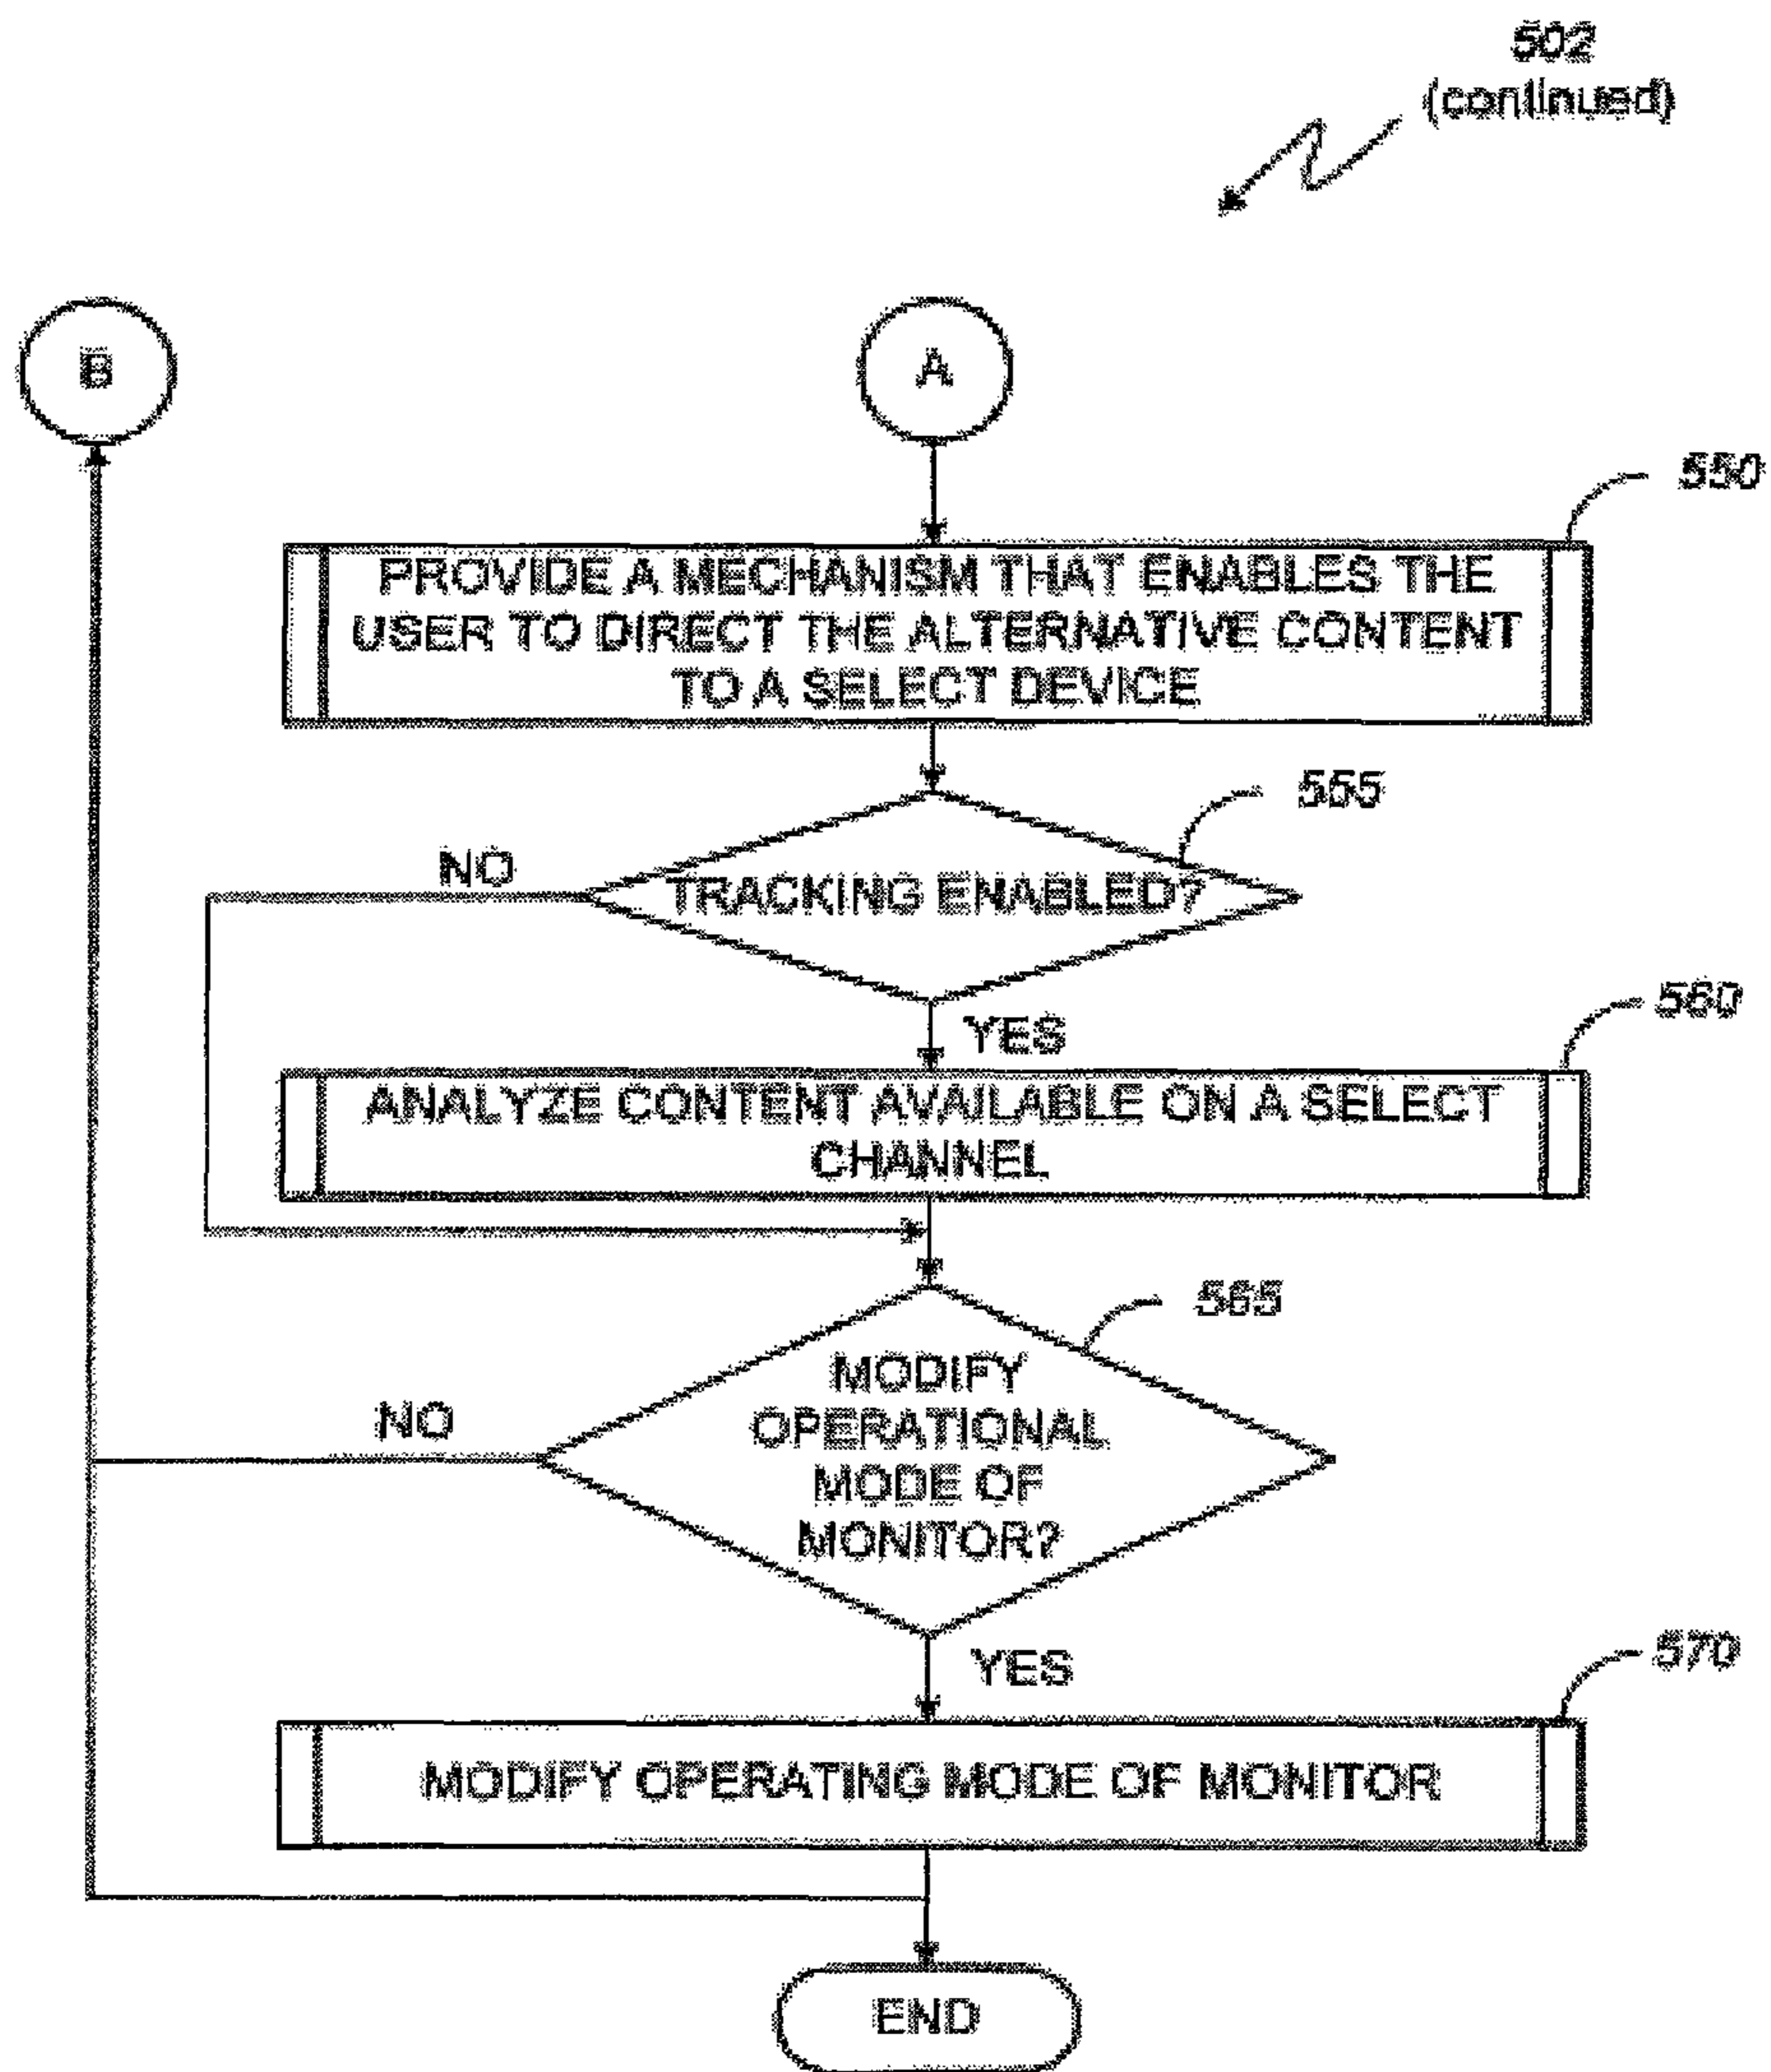 502
(continued)
B
A
550
PROVIDE A MECHANISM THAT ENABLES THE
USER TO DIRECT THE ALTERNATIVE CONTENT
TO A SELECT DEVICE
555
NO
TRACKING ENABLED?
YES
560
ANALYZE CONTENT AVAILABLE ON A SELECT
CHANNEL
565
NO
MODIFY
OPERATIONAL
MODE OF
MONITOR?
YES
570
MODIFY OPERATING MODE OF MONITOR
END